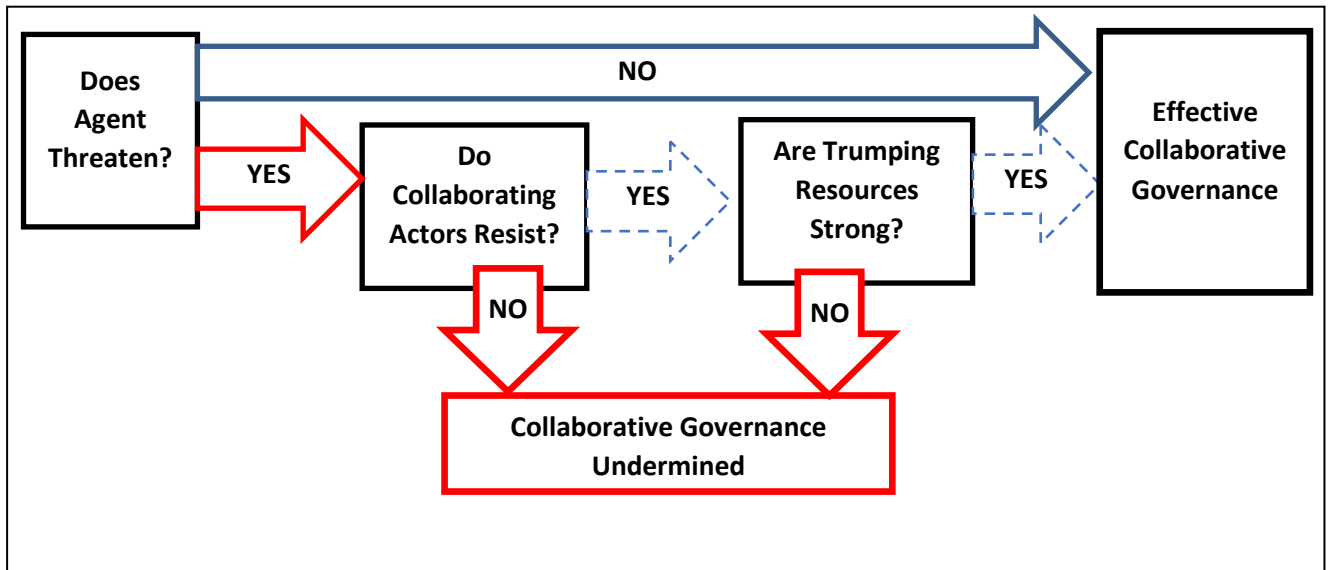 Does
Agent
Threaten?
NO
YES
Do
Collaborating
Actors Resist?
YES
Are Trumping
Resources
Strong?
YES
Effective
Collaborative
Governance
NO
NO
Collaborative Governance
Undermined